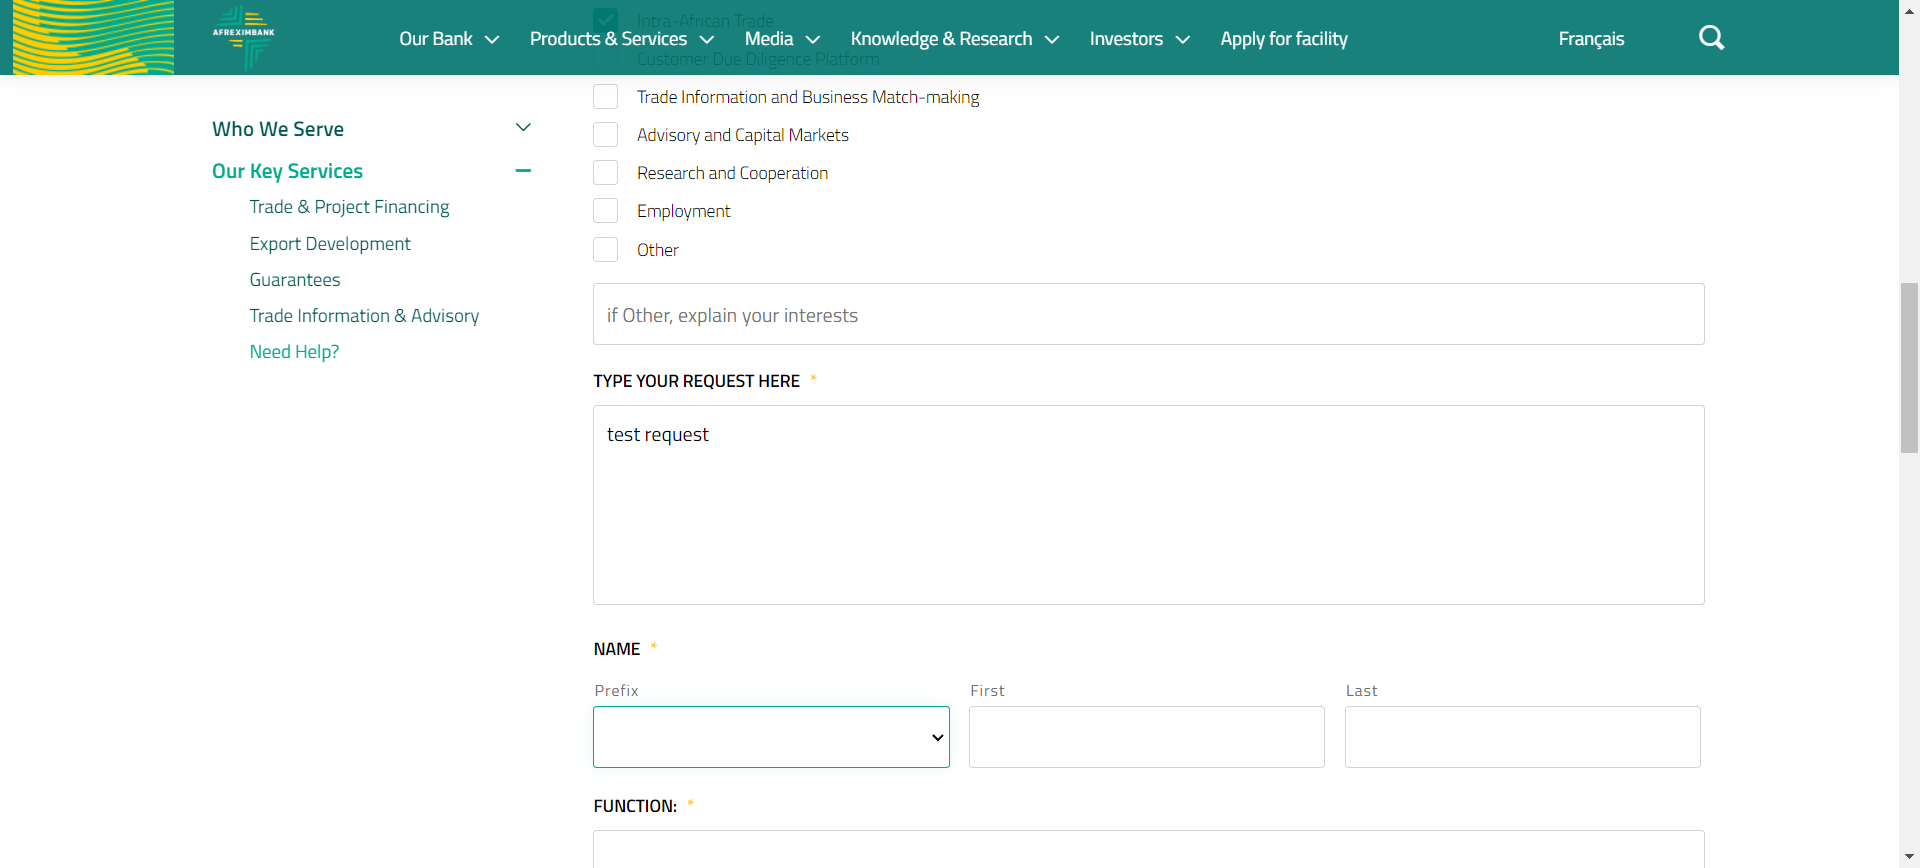 Intra-African Trade
AFREXIMBANK
Our Bank
Products & Services
Media
Knowledge & Research
Investors
Apply for facility
Français
Customer Due Diligence Platform
Trade Information and Business Match-making
Who We Serve
Advisory and Capital Markets
Our Key Services
Research and Cooperation
Trade & Project Financing
Employment
Export Development
Other
Guarantees
Trade Information & Advisory
if Other, explain your interests
Need Help?
TYPE YOUR REQUEST HERE *
test request
NAME *
Prefix
First
Last
FUNCTION: *